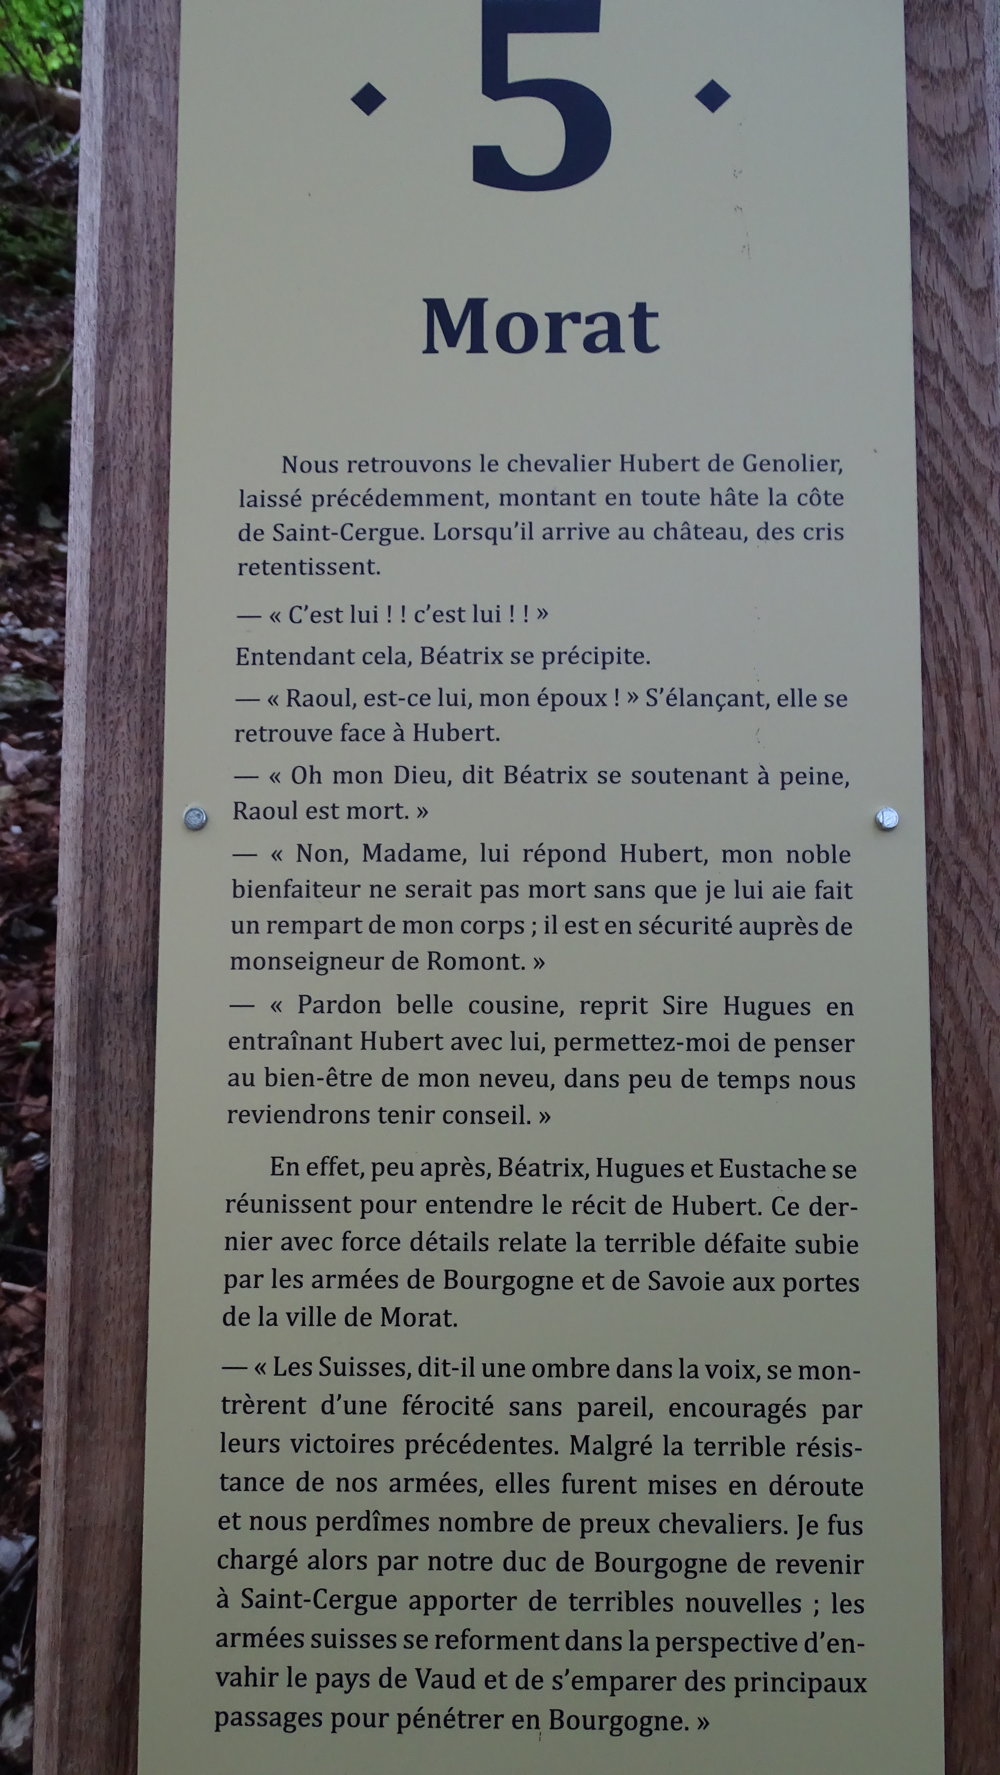 5
Morat
Nous retrouvons le chevalier Hubert de Genolier,
laissé précédemment, montant en toute hâte la côte
de Saint-Cergue. Lorsqu'il arrive au château, des cris
retentissent.
— « C'est lui ! ! c'est lui ! ! »
Entendant cela, Béatrix se précipite.
— « Raoul, est-ce lui, mon époux ! » S'élançant, elle se
retrouve face à Hubert.
— « Oh mon Dieu, dit Béatrix se soutenant à peine,
Raoul est mort. »
— « Non, Madame, lui répond Hubert, mon noble
bienfaiteur ne serait pas mort sans que je lui aie fait
un rempart de mon corps ; il est en sécurité auprès de
monseigneur de Romont. »
— « Pardon belle cousine, reprit Sire Hugues en
entraînant Hubert avec lui, permettez-moi de penser
au bien-être de mon neveu, dans peu de temps nous
reviendrons tenir conseil. »
En effet, peu après, Béatrix, Hugues et Eustache se
réunissent pour entendre le récit de Hubert. Ce der-
nier avec force détails relate la terrible défaite subie
par les armées de Bourgogne et de Savoie aux portes
de la ville de Morat.
— « Les Suisses, dit-il une ombre dans la voix, se mon-
trèrent d'une férocité sans pareil, encouragés par
leurs victoires précédentes. Malgré la terrible résis-
tance de nos armées, elles furent mises en déroute
et nous perdîmes nombre de preux chevaliers. Je fus
chargé alors par notre duc de Bourgogne de revenir
à Saint-Cergue apporter de terribles nouvelles ; les
armées suisses se reforment dans la perspective d'en-
vahir le pays de Vaud et de s'emparer des principaux
passages pour pénétrer en Bourgogne. »